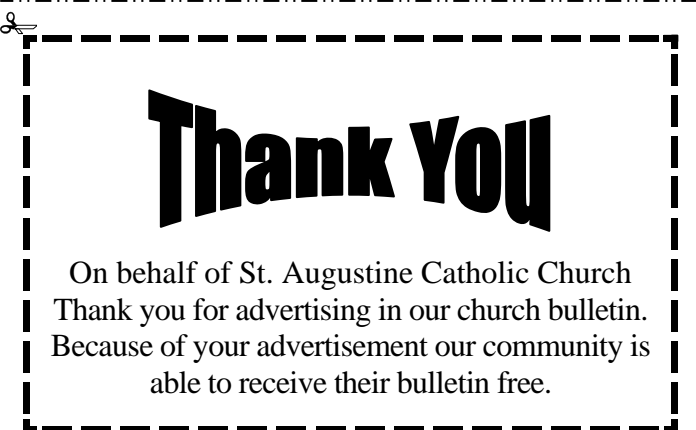 Thank You
On behalf of St. Augustine Catholic Church
Thank you for advertising in our church bulletin.
Because of your advertisement our community is
able to receive their bulletin free.